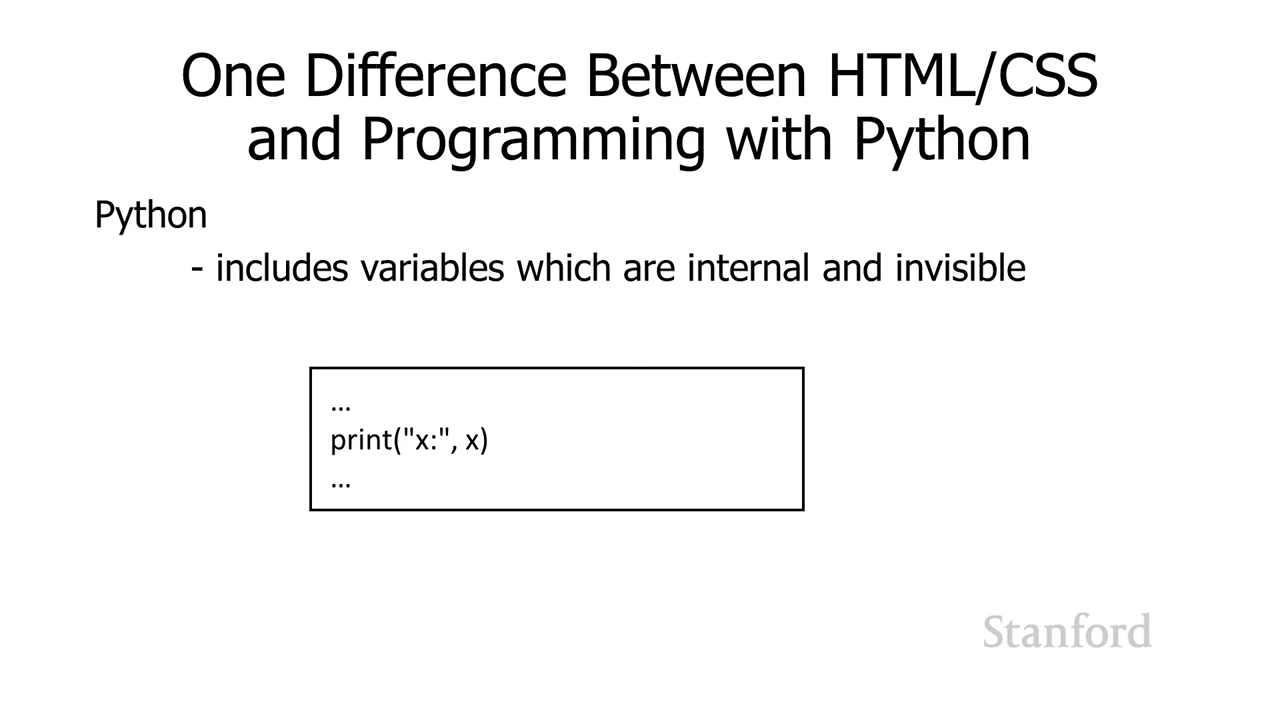 One Difference Between HTML/CSS
and Programming with Python
Python
- includes variables which are internal and invisible
...
print("x:", x)
...
Stanford